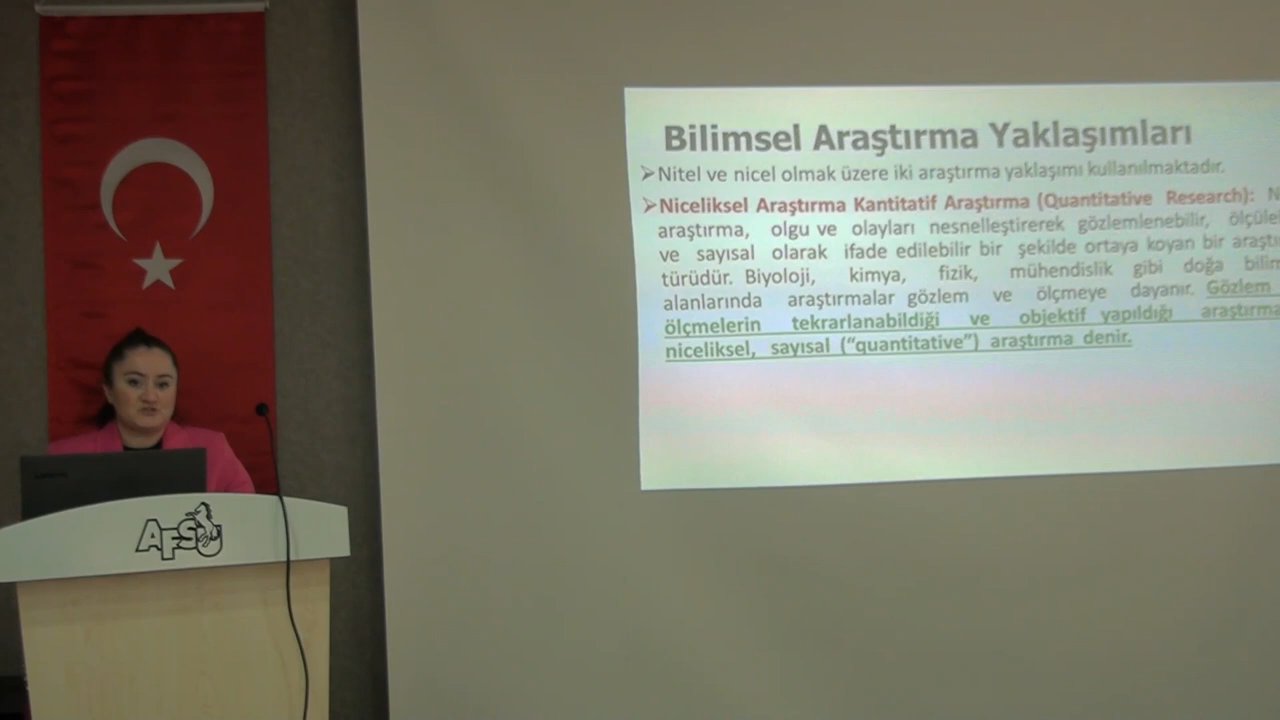 Bilimsel Araştırma Yaklaşımları
➢Nitel ve nicel olmak üzere iki araştırma yaklaşımı kullanılmaktadır.
➢Niceliksel Araştırma Kantitatif Araştırma (Quantitative Research):
araştırma, olgu ve olayları nesnelleştirerek gözlemlenebilir,
ve sayısal olarak ifade edilebilir bir şekilde ortaya koyan bir
türüdür. Biyoloji, kimya, fizik, mühendislik gibi doğa
alanlarında araştırmalar gözlem ve ölçmeye dayanır. Gözlem
ölçmelerin tekrarlanabildiği ve objektif yapıldığı
niceliksel, sayısal (“quantitative”) araştırma denir.
AFSÜ